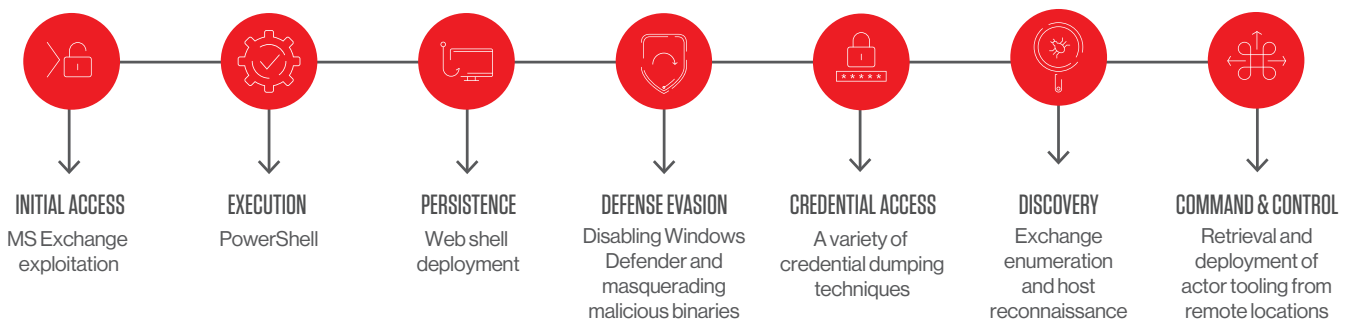 *****
INITIAL ACCESS
MS Exchange
exploitation
EXECUTION
PowerShell
PERSISTENCE
Web shell
deployment
DEFENSE EVASION
Disabling Windows
Defender and
masquerading
malicious binaries
CREDENTIAL ACCESS
A variety of
credential dumping
techniques
DISCOVERY
Exchange
enumeration
and host
reconnaissance
COMMAND & CONTROL
Retrieval and
deployment of
actor tooling from
remote locations